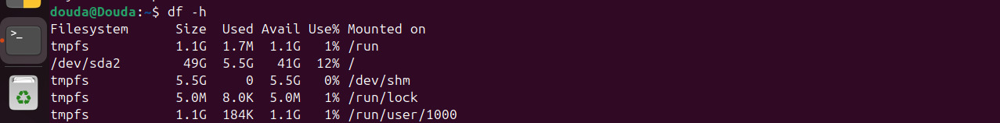 douda@Douda:~$ df -h
Filesystem      Size  Used Avail Use% Mounted on
tmpfs           1.1G  1.7M  1.1G   1% /run
/dev/sda2        49G  5.5G   41G  12% /
tmpfs           5.5G     0  5.5G   0% /dev/shm
tmpfs           5.0M  8.0K  5.0M   1% /run/lock
tmpfs           1.1G  184K  1.1G   1% /run/user/1000